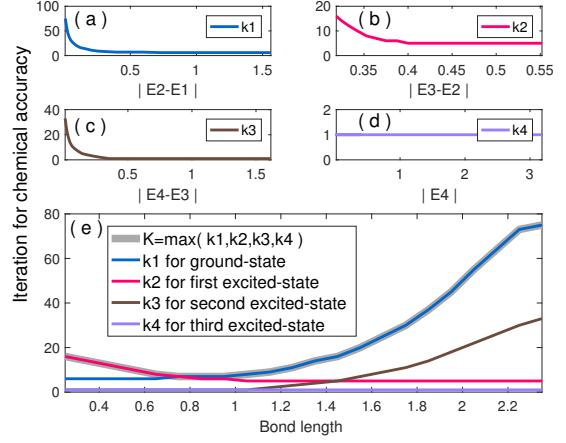 ( a )
k1
100
50
0
0.5
1
1.5
| E2-E1 |
( b )
k2
20
10
0
0.35
0.4
0.45
0.5
0.55
| E3-E2 |
( c )
k3
40
20
0
0.5
1
1.5
| E4-E3 |
( d )
k4
2
1
0
1
2
3
| E4 |
Iteration for chemical accuracy
( e )
K=max( k1,k2,k3,k4 )
k1 for ground-state
k2 for first excited-state
k3 for second excited-state
k4 for third excited-state
80
60
40
20
0
0.4
0.6
0.8
1
1.2
1.4
1.6
1.8
2
2.2
Bond length